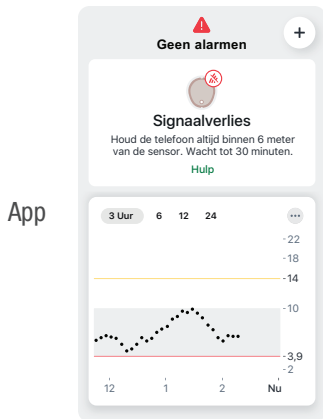 Geen alarmen
+
Signaalverlies
Houd de telefoon altijd binnen 6 meter
van de sensor. Wacht tot 30 minuten.
Hulp
App
3 Uur 6 12 24 ...
22
18
14
10
3,9
2
12 1 2 Nu